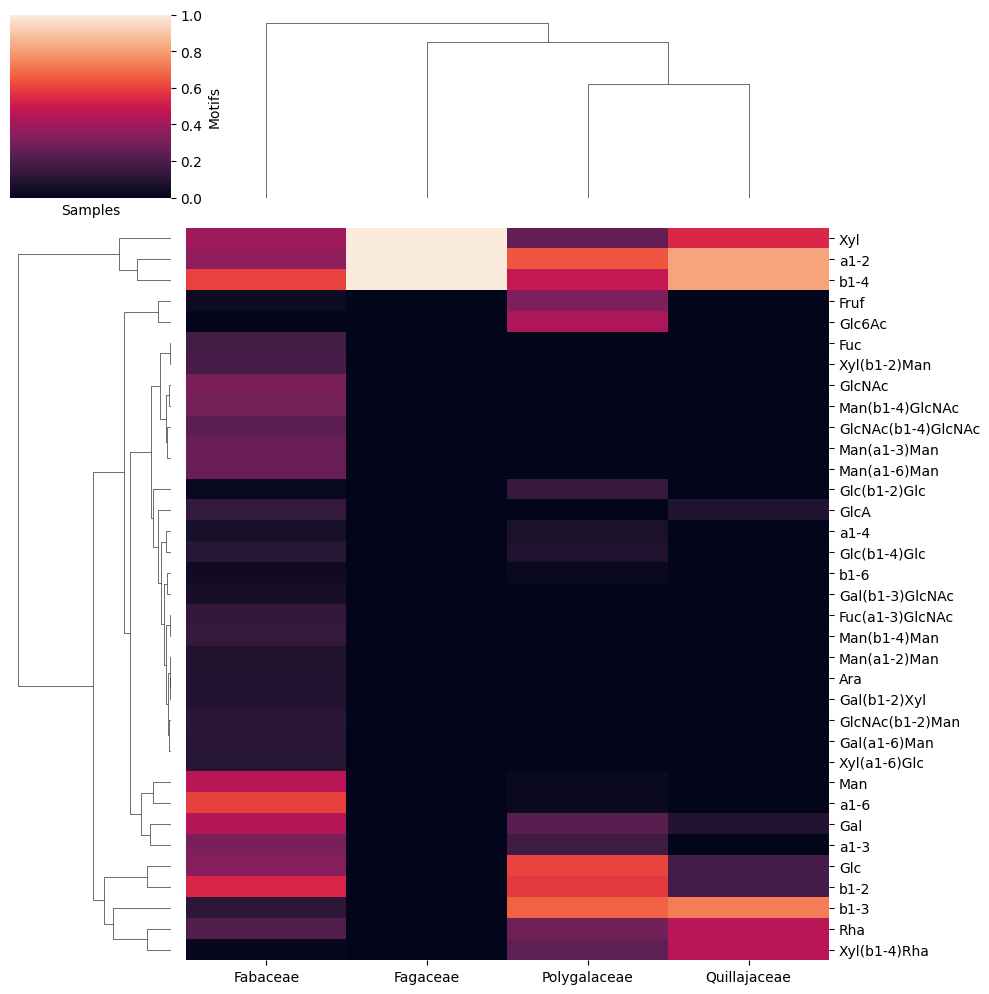 1.0
0.8
0.6
0.4
0.2
0.0
Motifs
Samples
Xyl
a1-2
b1-4
Fruf
Glc6Ac
Fuc
Xyl(b1-2)Man
GlcNAc
Man(b1-4)GlcNAc
GlcNAc(b1-4)GlcNAc
Man(a1-3)Man
Man(a1-6)Man
Glc(b1-2)Glc
GlcA
a1-4
Glc(b1-4)Glc
b1-6
Gal(b1-3)GlcNAc
Fuc(a1-3)GlcNAc
Man(b1-4)Man
Man(a1-2)Man
Ara
Gal(b1-2)Xyl
GlcNAc(b1-2)Man
Gal(a1-6)Man
Xyl(a1-6)Glc
Man
a1-6
Gal
a1-3
Glc
b1-2
b1-3
Rha
Xyl(b1-4)Rha
Fabaceae Fagaceae Polygalaceae Quillajaceae